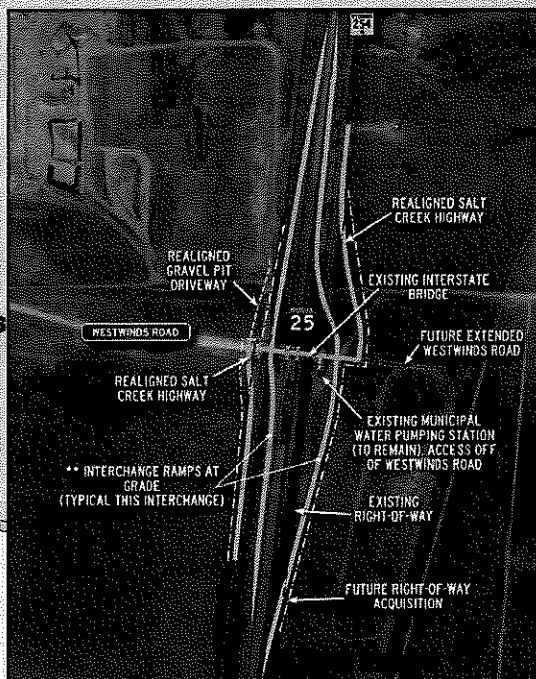 REALIGNED SALT
CREEK HIGHWAY
REALIGNED
GRAVEL PIT
DRIVEWAY
EXISTING INTERSTATE
BRIDGE
25
WESTWINDS ROAD
FUTURE EXTENDED
WESTWINDS ROAD
REALIGNED SALT
CREEK HIGHWAY
EXISTING MUNICIPAL
WATER PUMPING STATION
(TO REMAIN), ACCESS OFF
OF WESTWINDS ROAD
** INTERCHANGE RAMPS AT
GRADE
(TYPICAL THIS INTERCHANGE)
EXISTING
RIGHT-OF-WAY
FUTURE RIGHT-OF-WAY
ACQUISITION